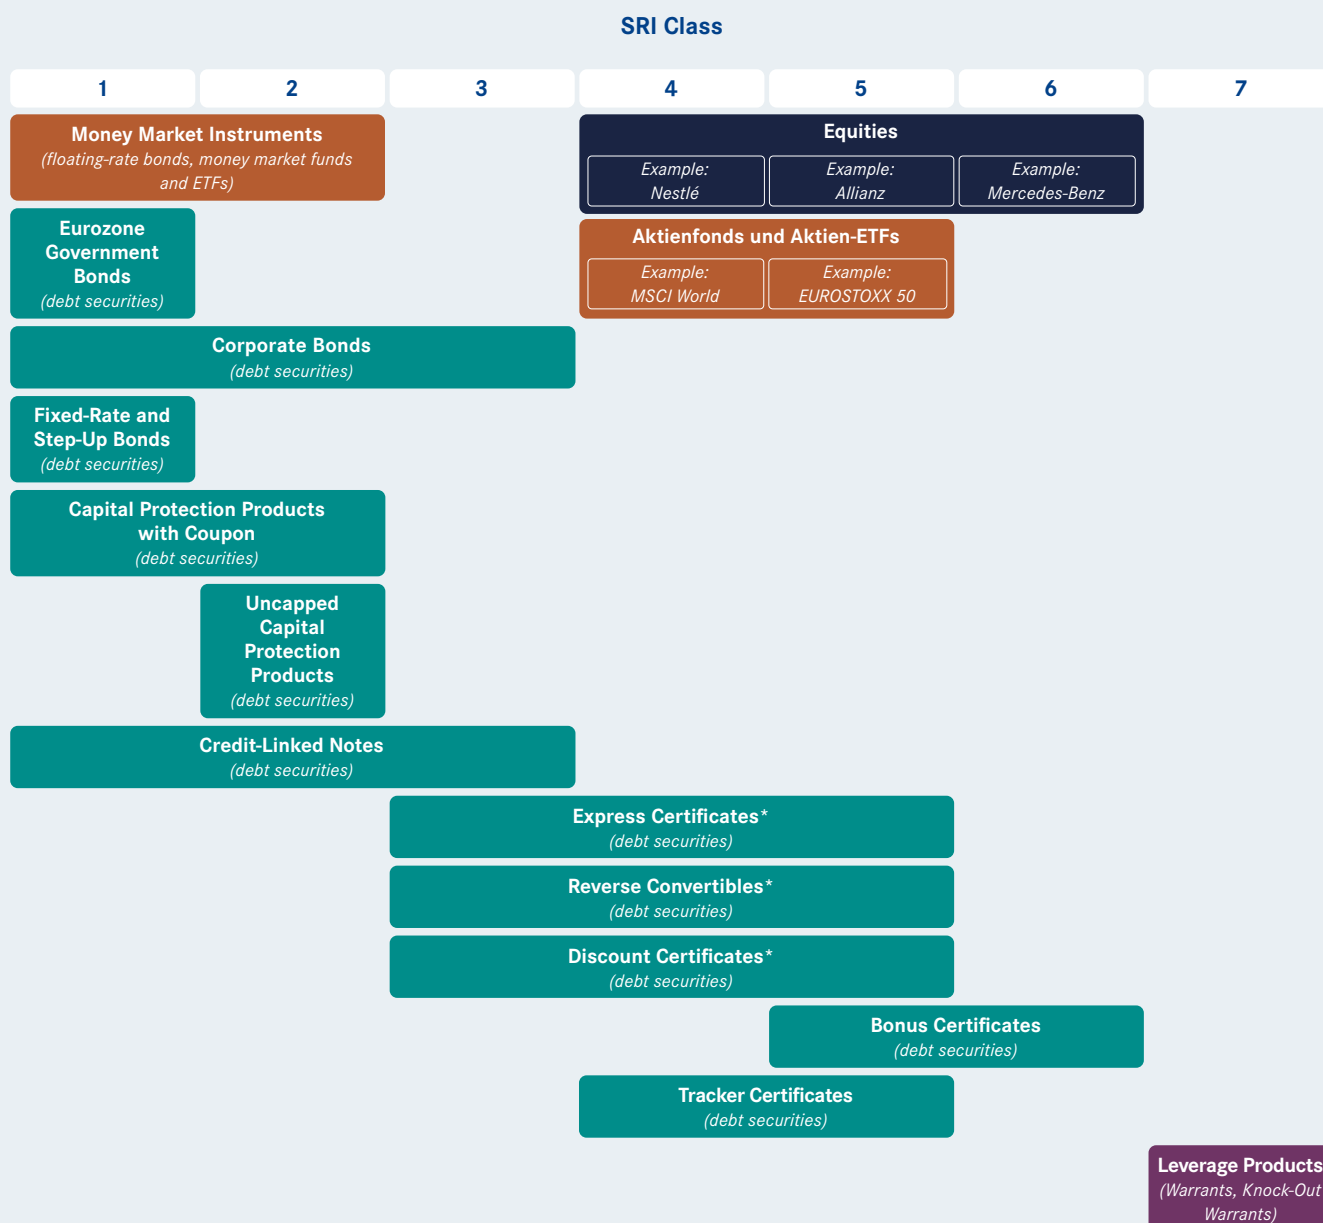 SRI Class
1 2 3 4 5 6 7
Money Market Instruments
(floating-rate bonds, money market funds
and ETFs)
Equities
Example:
Nestlé
Example:
Allianz
Example:
Mercedes-Benz
Eurozone
Government
Bonds
(debt securities)
Aktienfonds und Aktien-ETFs
Example:
MSCI World
Example:
EUROSTOXX 50
Corporate Bonds
(debt securities)
Fixed-Rate and
Step-Up Bonds
(debt securities)
Capital Protection Products
with Coupon
(debt securities)
Uncapped
Capital
Protection
Products
(debt securities)
Credit-Linked Notes
(debt securities)
Express Certificates*
(debt securities)
Reverse Convertibles*
(debt securities)
Discount Certificates*
(debt securities)
Bonus Certificates
(debt securities)
Tracker Certificates
(debt securities)
Leverage Products
(Warrants, Knock-Out
Warrants)